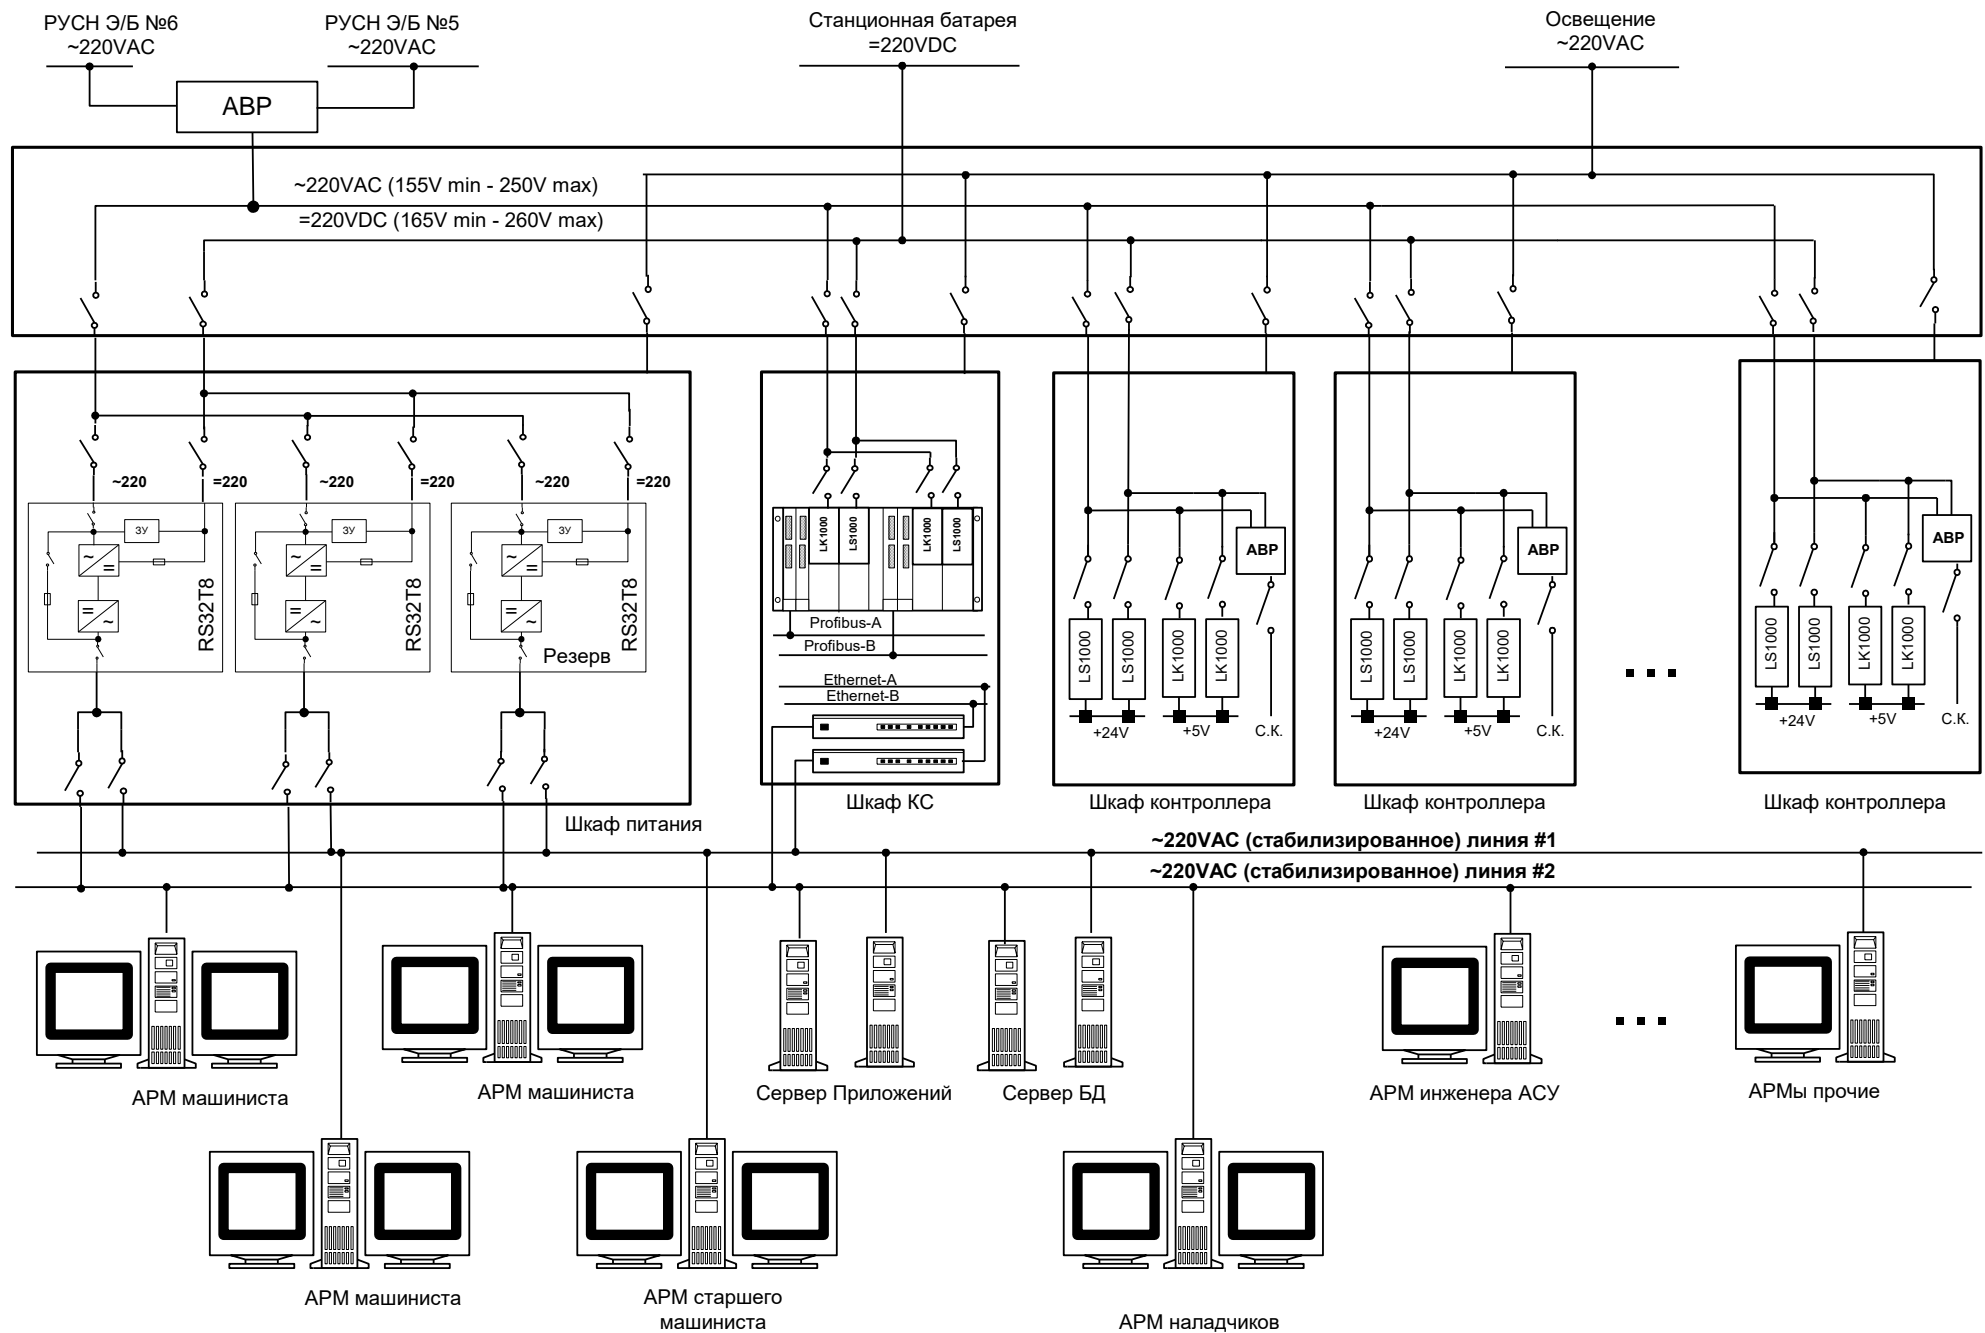 РУСН Э/Б №6
~220VAC
РУСН Э/Б №5
~220VAC
Станционная батарея
=220VDC
Освещение
~220VAC
АВР
~220VAC (155V min - 250V max)
=220VDC (165V min - 260V max)
~220
=220
~220
=220
~220
=220
ЗУ
ЗУ
ЗУ
~
=
~
=
~
=
=
~
=
~
=
~
RS32T8
RS32T8
RS32T8
Резерв
Шкаф питания
LK1000
LS1000
LK1000
LS1000
Profibus-A
Profibus-B
Ethernet-A
Ethernet-B
Шкаф КС
АВР
LS1000
LS1000
LK1000
LK1000
+24V
+5V
С.К.
Шкаф контроллера
АВР
LS1000
LS1000
LK1000
LK1000
+24V
+5V
С.К.
Шкаф контроллера
АВР
LS1000
LS1000
LK1000
LK1000
+24V
+5V
С.К.
Шкаф контроллера
~220VAC (стабилизированное) линия #1
~220VAC (стабилизированное) линия #2
АРМ машиниста
АРМ машиниста
Сервер Приложений
Сервер БД
АРМ инженера АСУ
АРМы прочие
АРМ машиниста
АРМ старшего
машиниста
АРМ наладчиков